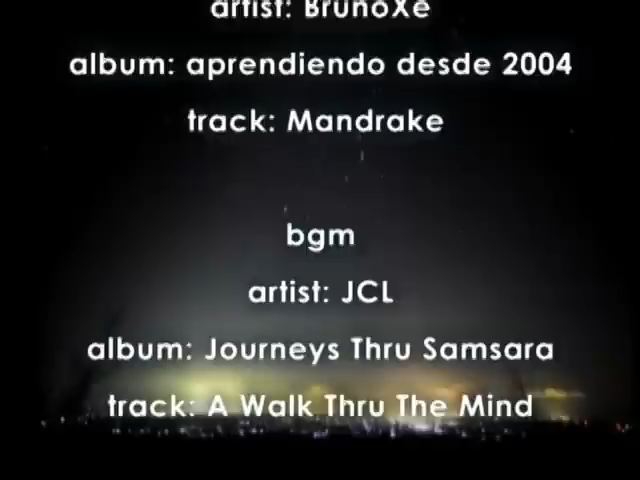 artist: BrunoXe
album: aprendiendo desde 2004
track: Mandrake
bgm
artist: JCL
album: Journeys Thru Samsara
track: A Walk Thru The Mind